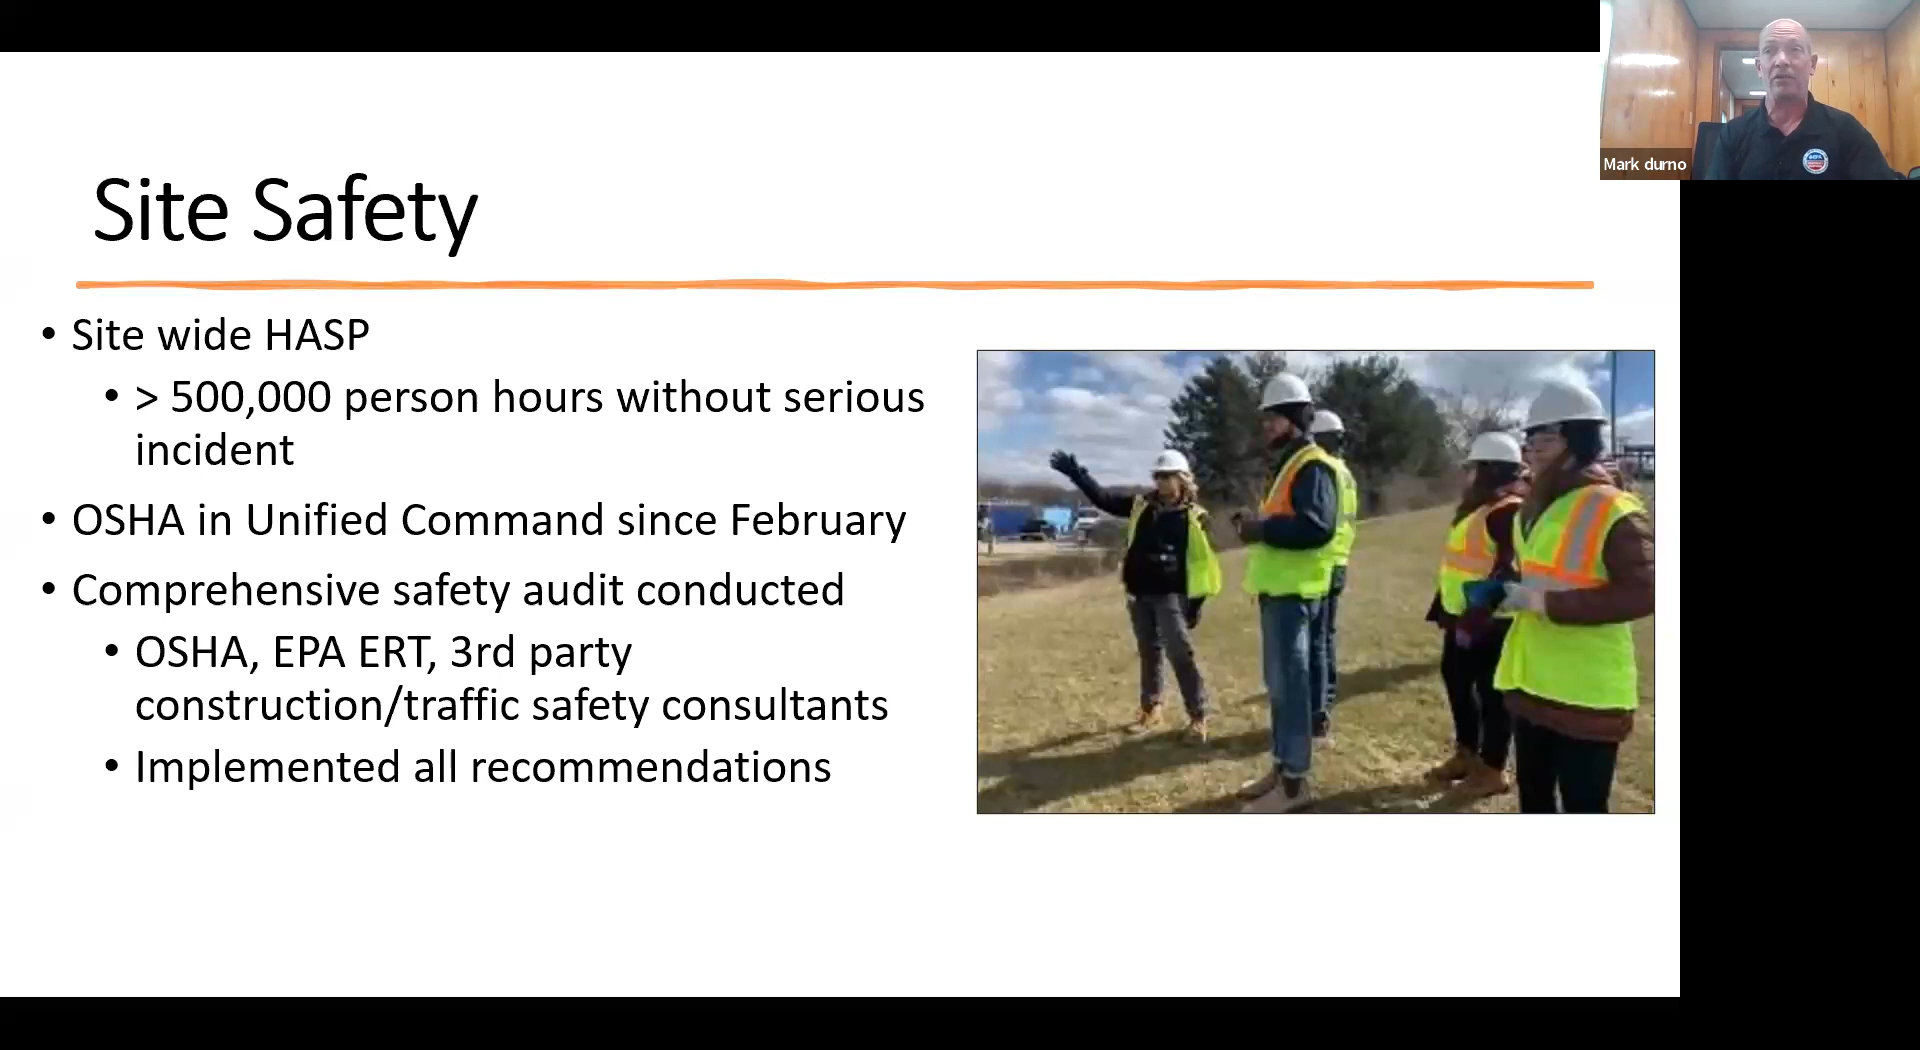 Mark durno
Site Safety
• Site wide HASP
• > 500,000 person hours without serious
incident
• OSHA in Unified Command since February
• Comprehensive safety audit conducted
• OSHA, EPA ERT, 3rd party
construction/traffic safety consultants
• Implemented all recommendations